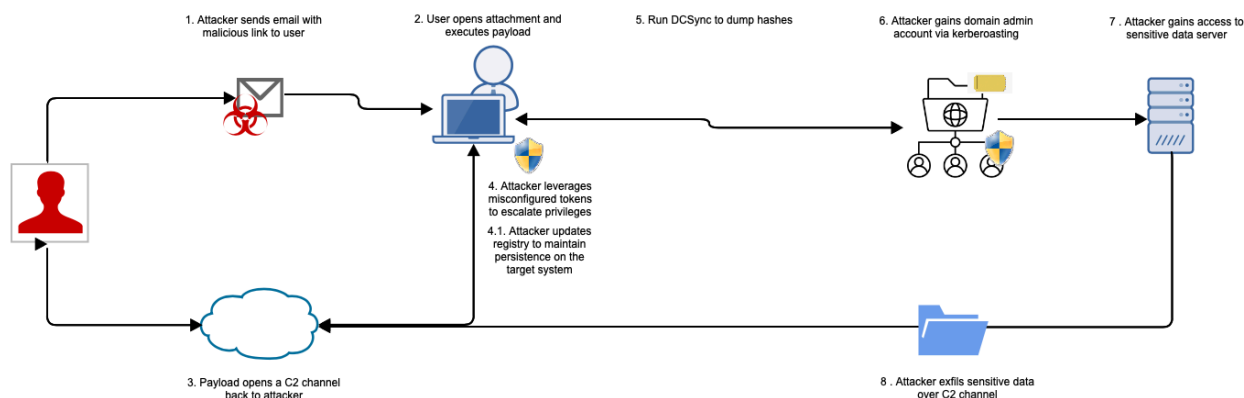 1. Attacker sends email with
malicious link to user
2. User opens attachment and
executes payload
5. Run DCSync to dump hashes
6. Attacker gains domain admin
account via kerberoasting
7 . Attacker gains access to
sensitive data server
4. Attacker leverages
misconfigured tokens
to escalate privileges
4.1. Attacker updates
registry to maintain
persistence on the
target system
3. Payload opens a C2 channel
back to attacker
8 . Attacker exfils sensitive data
over C2 channel